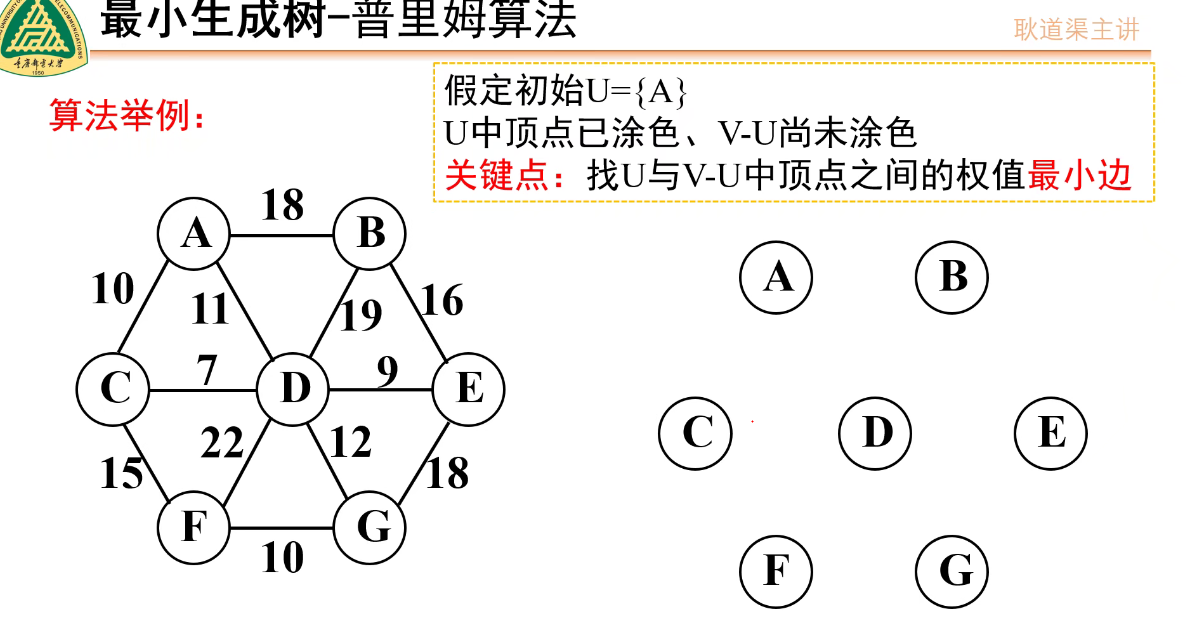 最小生成树-普里姆算法
耿道渠主讲
1950
算法举例：
假定初始U={A}
U中顶点已涂色、V-U尚未涂色
关键点：找U与V-U中顶点之间的权值最小边
18
A B
10 11 19 16
7 9
C D E
22 12
15 18
F G
10
A B
C D E
F G